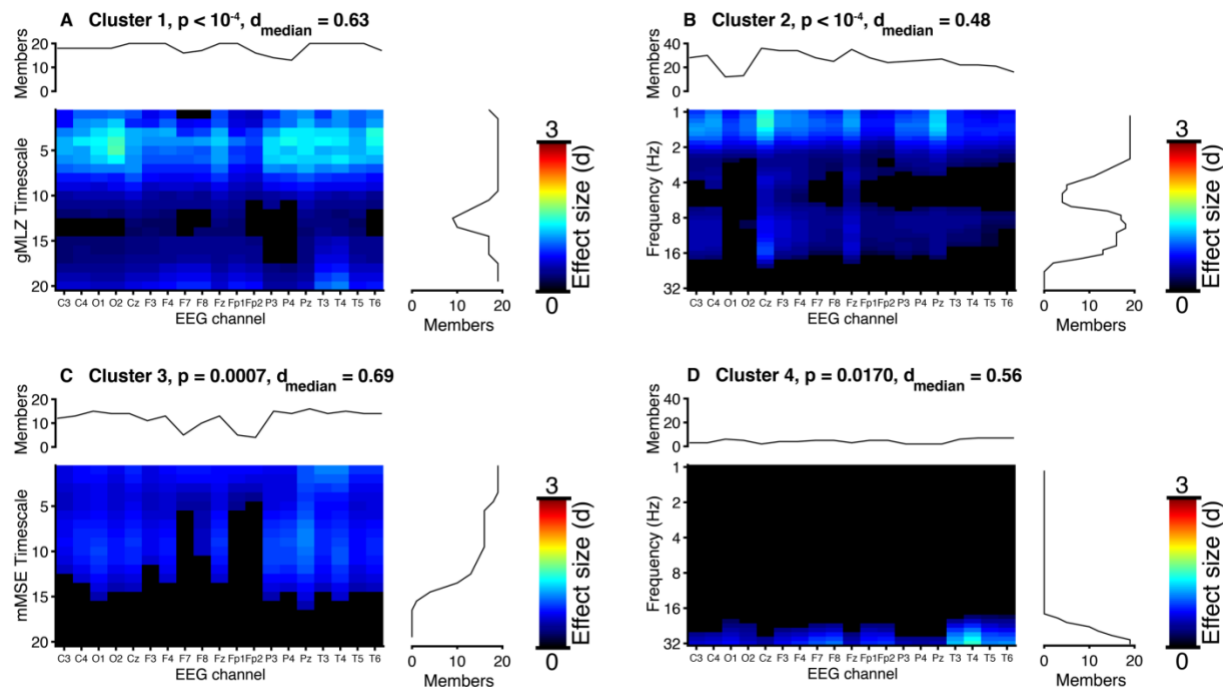 A Cluster 1, p < 10-4, dmedian = 0.63
Members
20
10
0
gMLZ Timescale
5
10
15
20
C3 C4 O1 O2 Cz F3 F4 F7 F8 Fz Fp1 Fp2 P3 P4 Pz T3 T4 T5 T6
EEG channel
0 10 20
Members
3
0
Effect size (d)
B Cluster 2, p < 10-4, dmedian = 0.48
Members
40
20
0
Frequency (Hz)
1
2
4
8
16
32
C3 C4 O1 O2 Cz F3 F4 F7 F8 Fz Fp1Fp2 P3 P4 Pz T3 T4 T5 T6
EEG channel
0 10 20
Members
3
0
Effect size (d)
C Cluster 3, p = 0.0007, dmedian = 0.69
Members
20
10
0
mMSE Timescale
5
10
15
20
C3 C4 O1 O2 Cz F3 F4 F7 F8 Fz Fp1Fp2 P3 P4 Pz T3 T4 T5 T6
EEG channel
0 10 20
Members
3
0
Effect size (d)
D Cluster 4, p = 0.0170, dmedian = 0.56
Members
40
20
0
Frequency (Hz)
1
2
4
8
16
32
C3 C4 O1 O2 Cz F3 F4 F7 F8 Fz Fp1Fp2 P3 P4 Pz T3 T4 T5 T6
EEG channel
0 10 20
Members
3
0
Effect size (d)